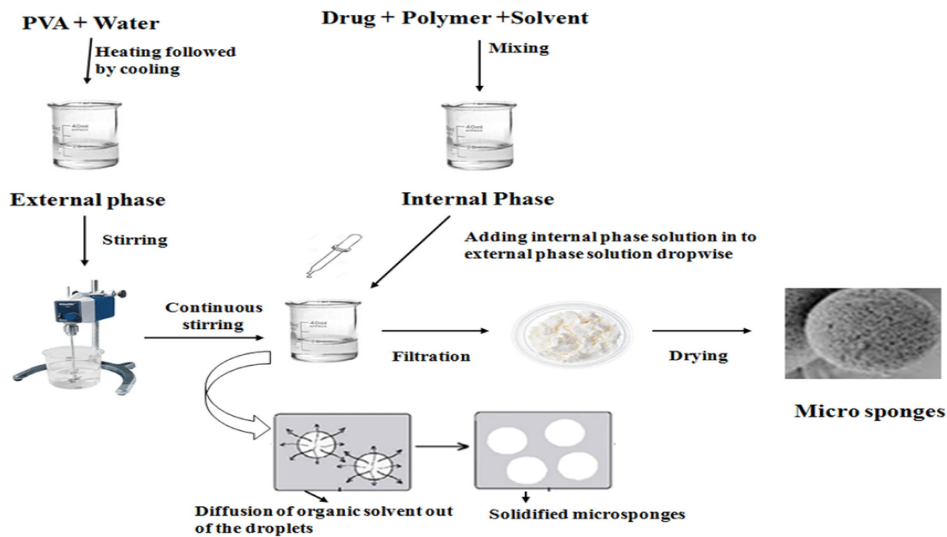 PVA + Water
Drug + Polymer +Solvent
Heating followed
by cooling
Mixing
External phase
Internal Phase
Stirring
Adding internal phase solution in to
external phase solution dropwise
Continuous
stirring
Filtration
Drying
Micro sponges
Diffusion of organic solvent out
of the droplets
Solidified microsponges